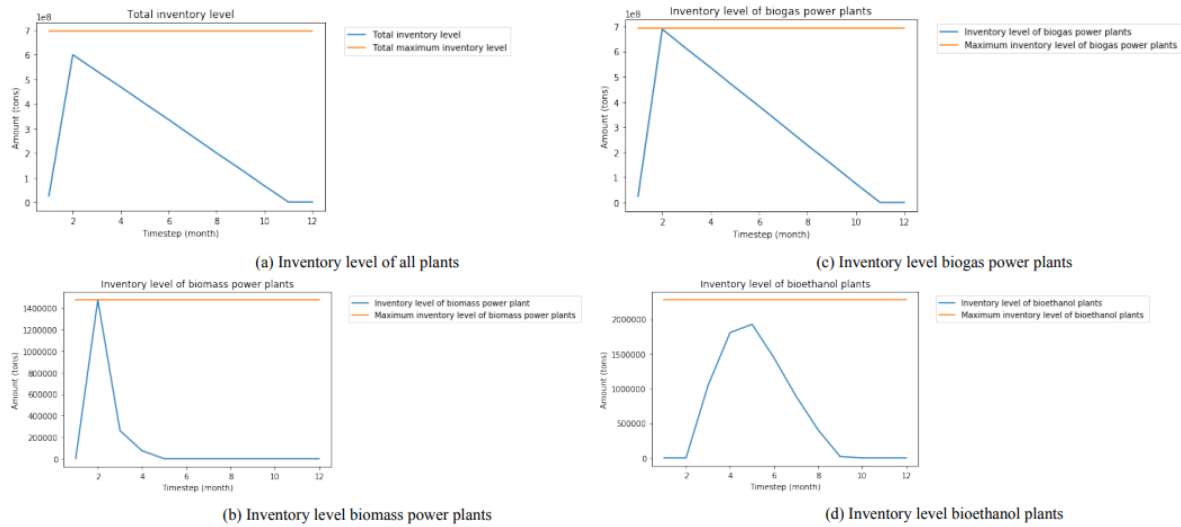 Total inventory level
1e8
7
6
5
4
3
2
1
0
Amount (tons)
2 4 6 8 10 12
Timestep (month)
Total inventory level
Total maximum inventory level
(a) Inventory level of all plants
Inventory level of biogas power plants
1e8
7
6
5
4
3
2
1
0
Amount (tons)
2 4 6 8 10 12
Timestep (month)
Inventory level of biogas power plants
Maximum inventory level of biogas power plants
(c) Inventory level biogas power plants
Inventory level of biomass power plants
1400000
1200000
1000000
800000
600000
400000
200000
0
Amount (tons)
2 4 6 8 10 12
Timestep (month)
Inventory level of biomass power plant
Maximum inventory level of biomass power plants
(b) Inventory level biomass power plants
Inventory level of bioethanol plants
2000000
1500000
1000000
500000
0
Amount (tons)
2 4 6 8 10 12
Timestep (month)
Inventory level of bioethanol plants
Maximum inventory level of bioethanol plants
(d) Inventory level bioethanol plants